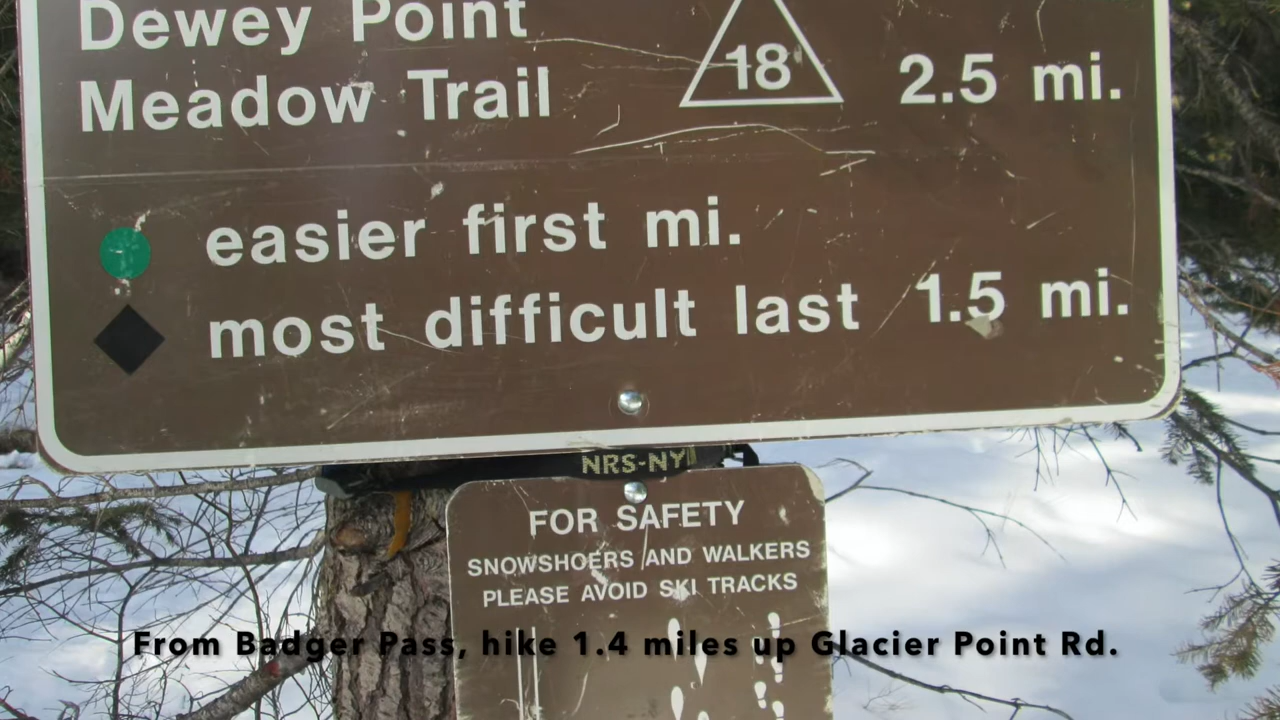 Dewey Point
Meadow Trail 18 2.5 mi.
easier first mi.
most difficult last 1.5 mi.
NRS-NY
FOR SAFETY
SNOWSHOERS AND WALKERS
PLEASE AVOID SKI TRACKS
From Badger Pass, hike 1.4 miles up Glacier Point Rd.